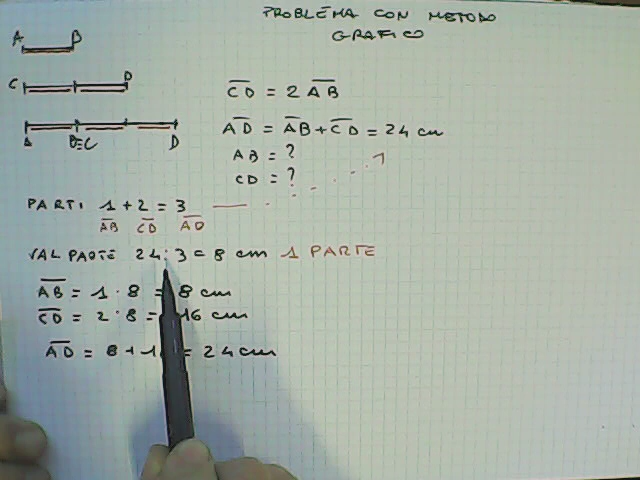 PROBLEMA CON METODO
GRAFICO
A B
C D
A B≡C D
CD = 2 AB
AD = AB + CD = 24 cm
AB = ?
CD = ?
PARTI 1 + 2 = 3
AB CD AD
VAL PARTE 24 : 3 = 8 cm 1 PARTE
AB = 1 · 8 = 8 cm
CD = 2 · 8 = 16 cm
AD = 8 + 1 = 24 cm